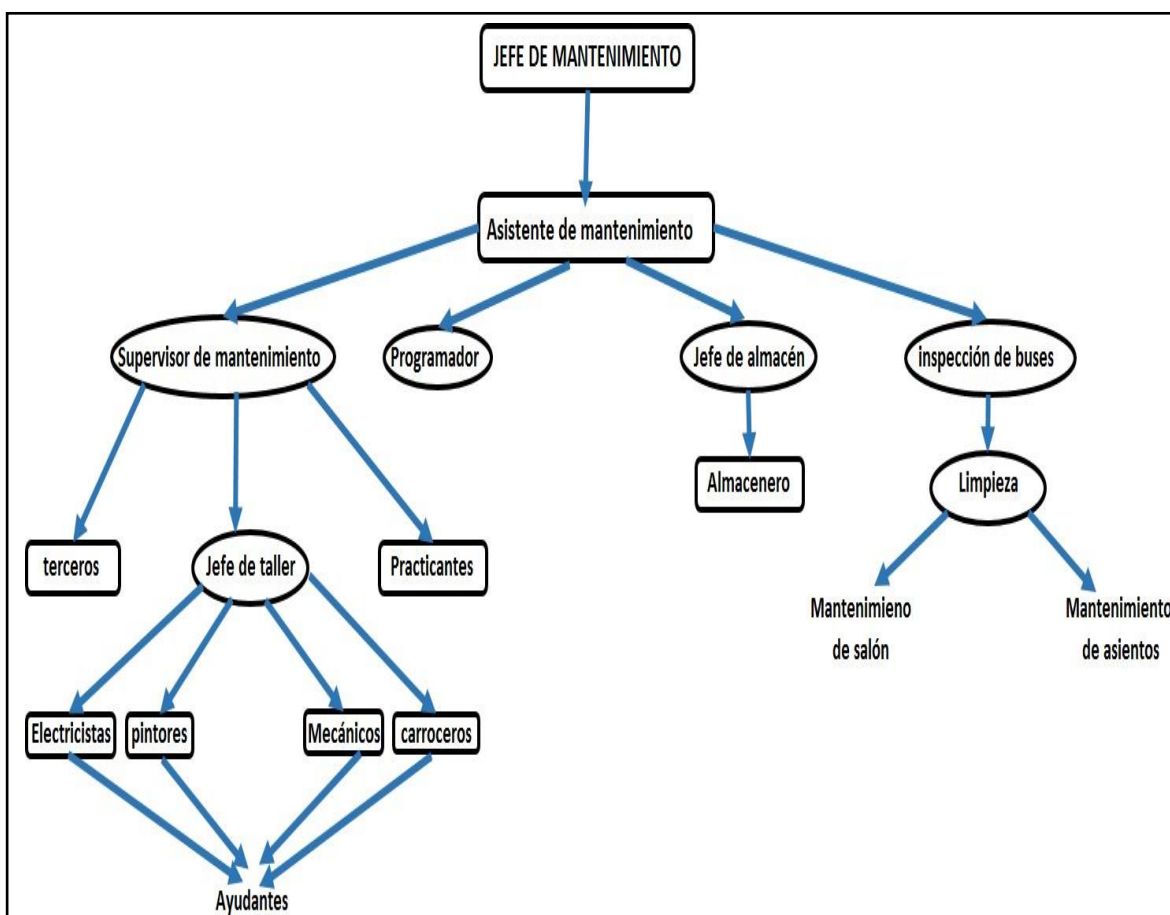 JEFE DE MANTENIMIENTO
Asistente de mantenimiento
Supervisor de mantenimiento
Programador
Jefe de almacén
inspección de buses
Almacenero
Limpieza
terceros
Jefe de taller
Practicantes
Mantenimieno
de salón
Mantenimiento
de asientos
Electricistas
pintores
Mecánicos
carroceros
Ayudantes